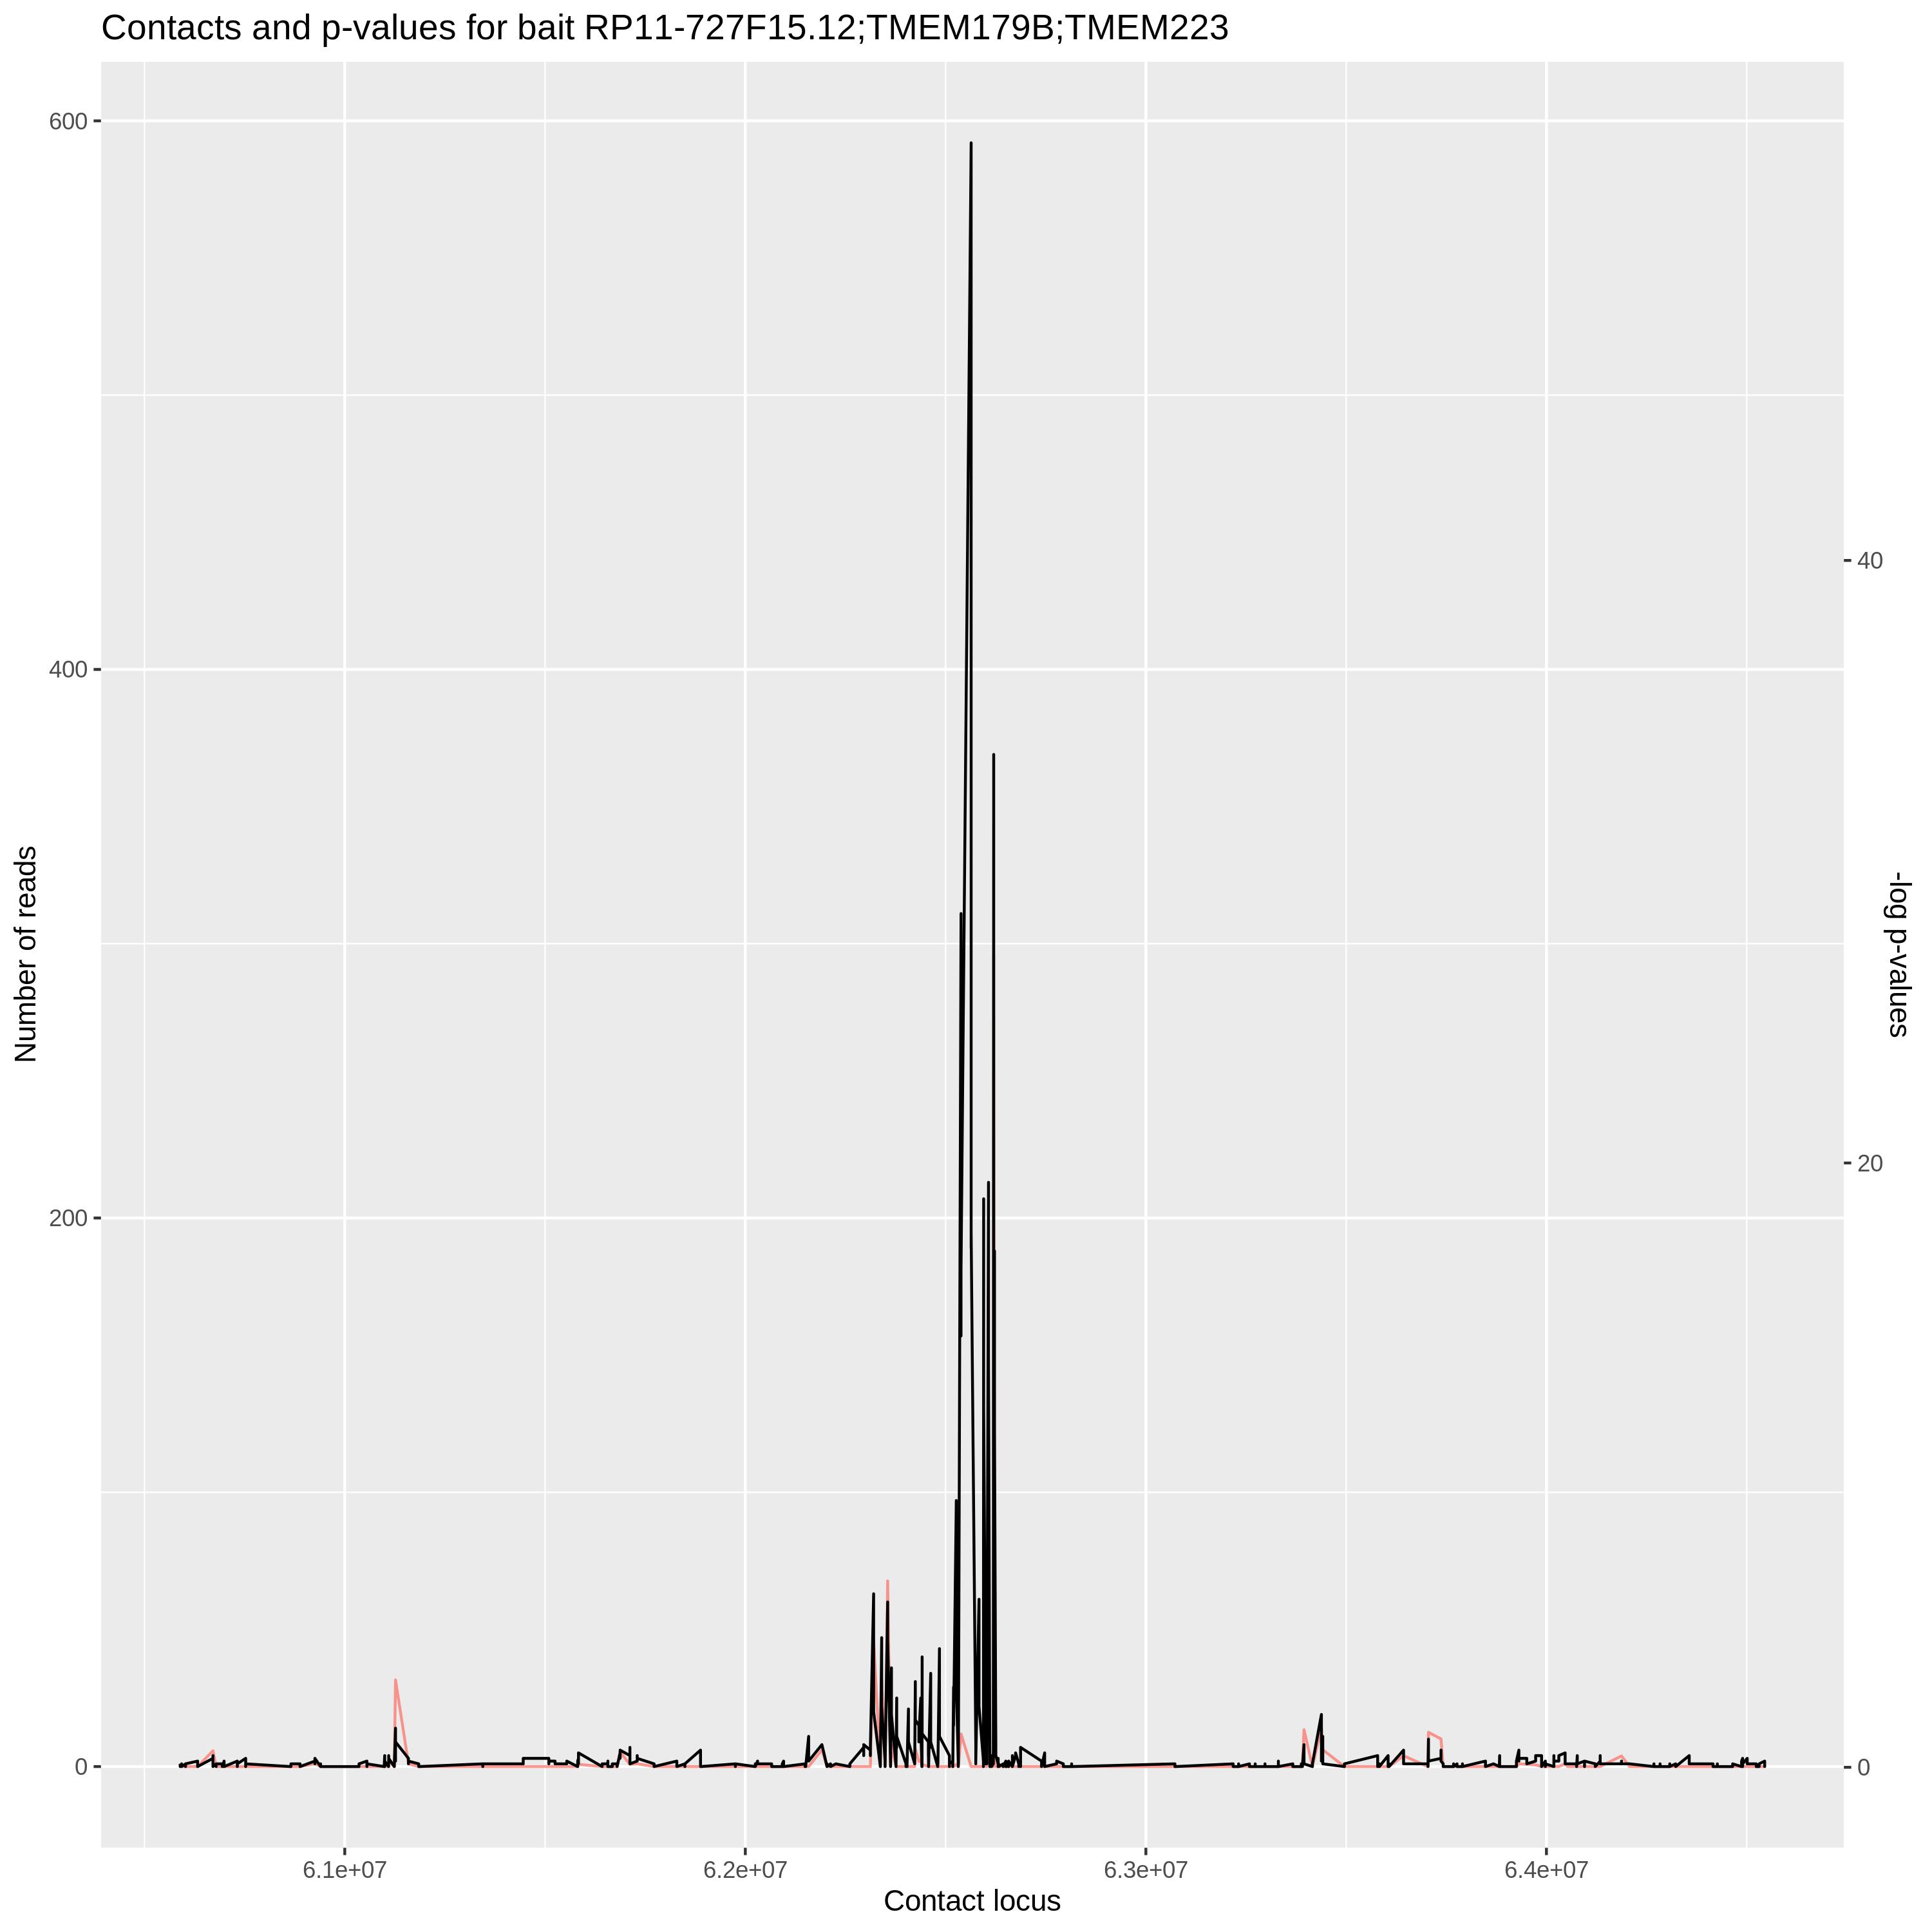 Contacts and p-values for bait RP11-727F15.12;TMEM179B;TMEM223
600
400
200
0
Number of reads
40
20
0
-log p-values
6.1e+07
6.2e+07
6.3e+07
6.4e+07
Contact locus